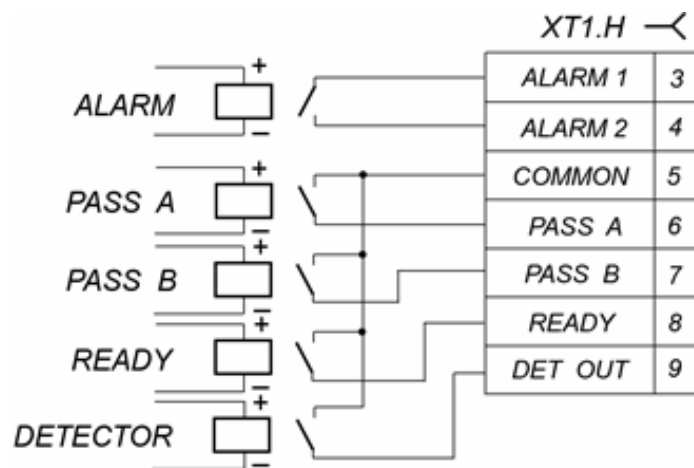 XT1.H
ALARM 1 3
ALARM + −
ALARM 2 4
COMMON 5
PASS A + −
PASS A 6
PASS B + −
PASS B 7
READY + −
READY 8
DET OUT 9
DETECTOR + −